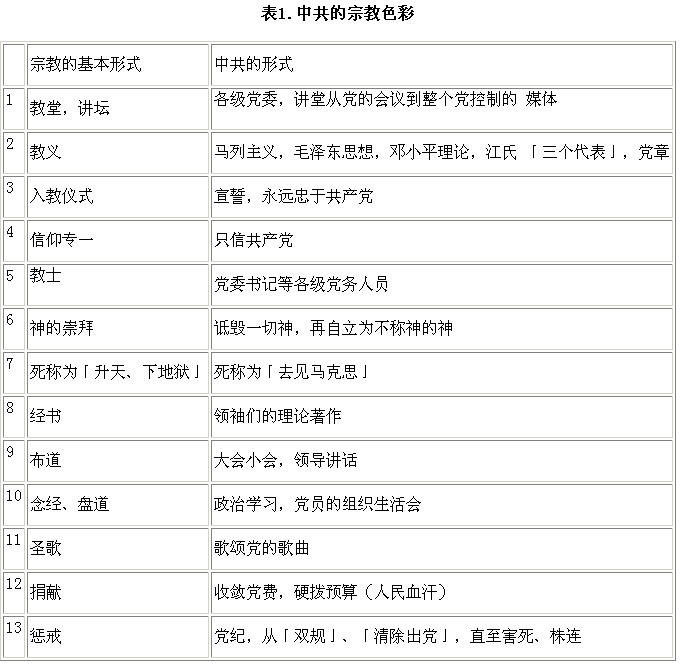 表1.中共的宗教色彩
宗教的基本形式 中共的形式
1 教堂，讲坛 各级党委，讲堂从党的会议到整个党控制的 媒体
2 教义 马列主义，毛泽东思想，邓小平理论，江氏 「三个代表」，党章
3 入教仪式 宣誓，永远忠于共产党
4 信仰专一 只信共产党
5 教士 党委书记等各级党务人员
6 神的崇拜 诋毁一切神，再自立为不称神的神
7 死称为「升天、下地狱」 死称为「去见马克思」
8 经书 领袖们的理论著作
9 布道 大会小会，领导讲话
10 念经、盘道 政治学习，党员的组织生活会
11 圣歌 歌颂党的歌曲
12 捐献 收敛党费，硬拨预算（人民血汗）
13 惩戒 党纪，从「双规」、「清除出党」，直至害死、株连